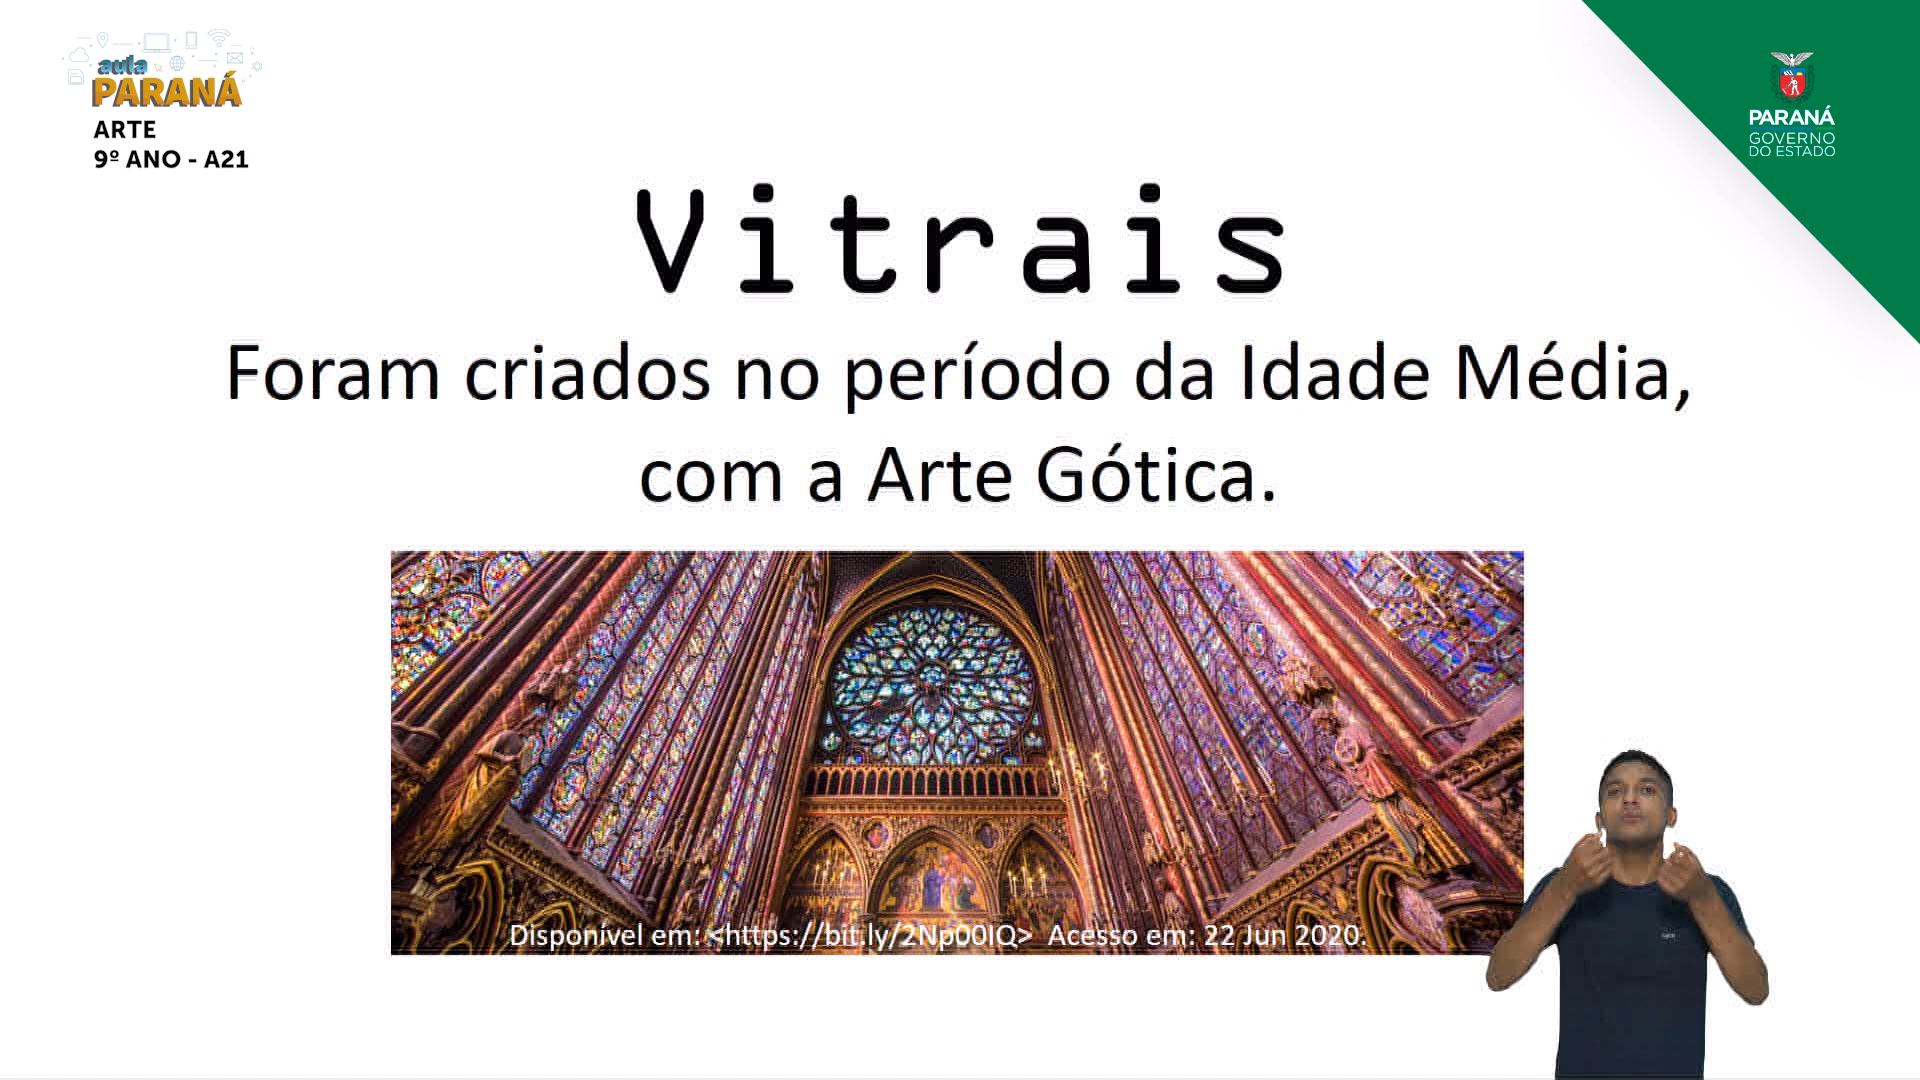 aula
PARANÁ
ARTE
9º ANO - A21
PARANÁ
GOVERNO
DO ESTADO
Vitrais
Foram criados no período da Idade Média,
com a Arte Gótica.
Disponível em: <https://bit.ly/2Np00IQ> Acesso em: 22 Jun 2020.